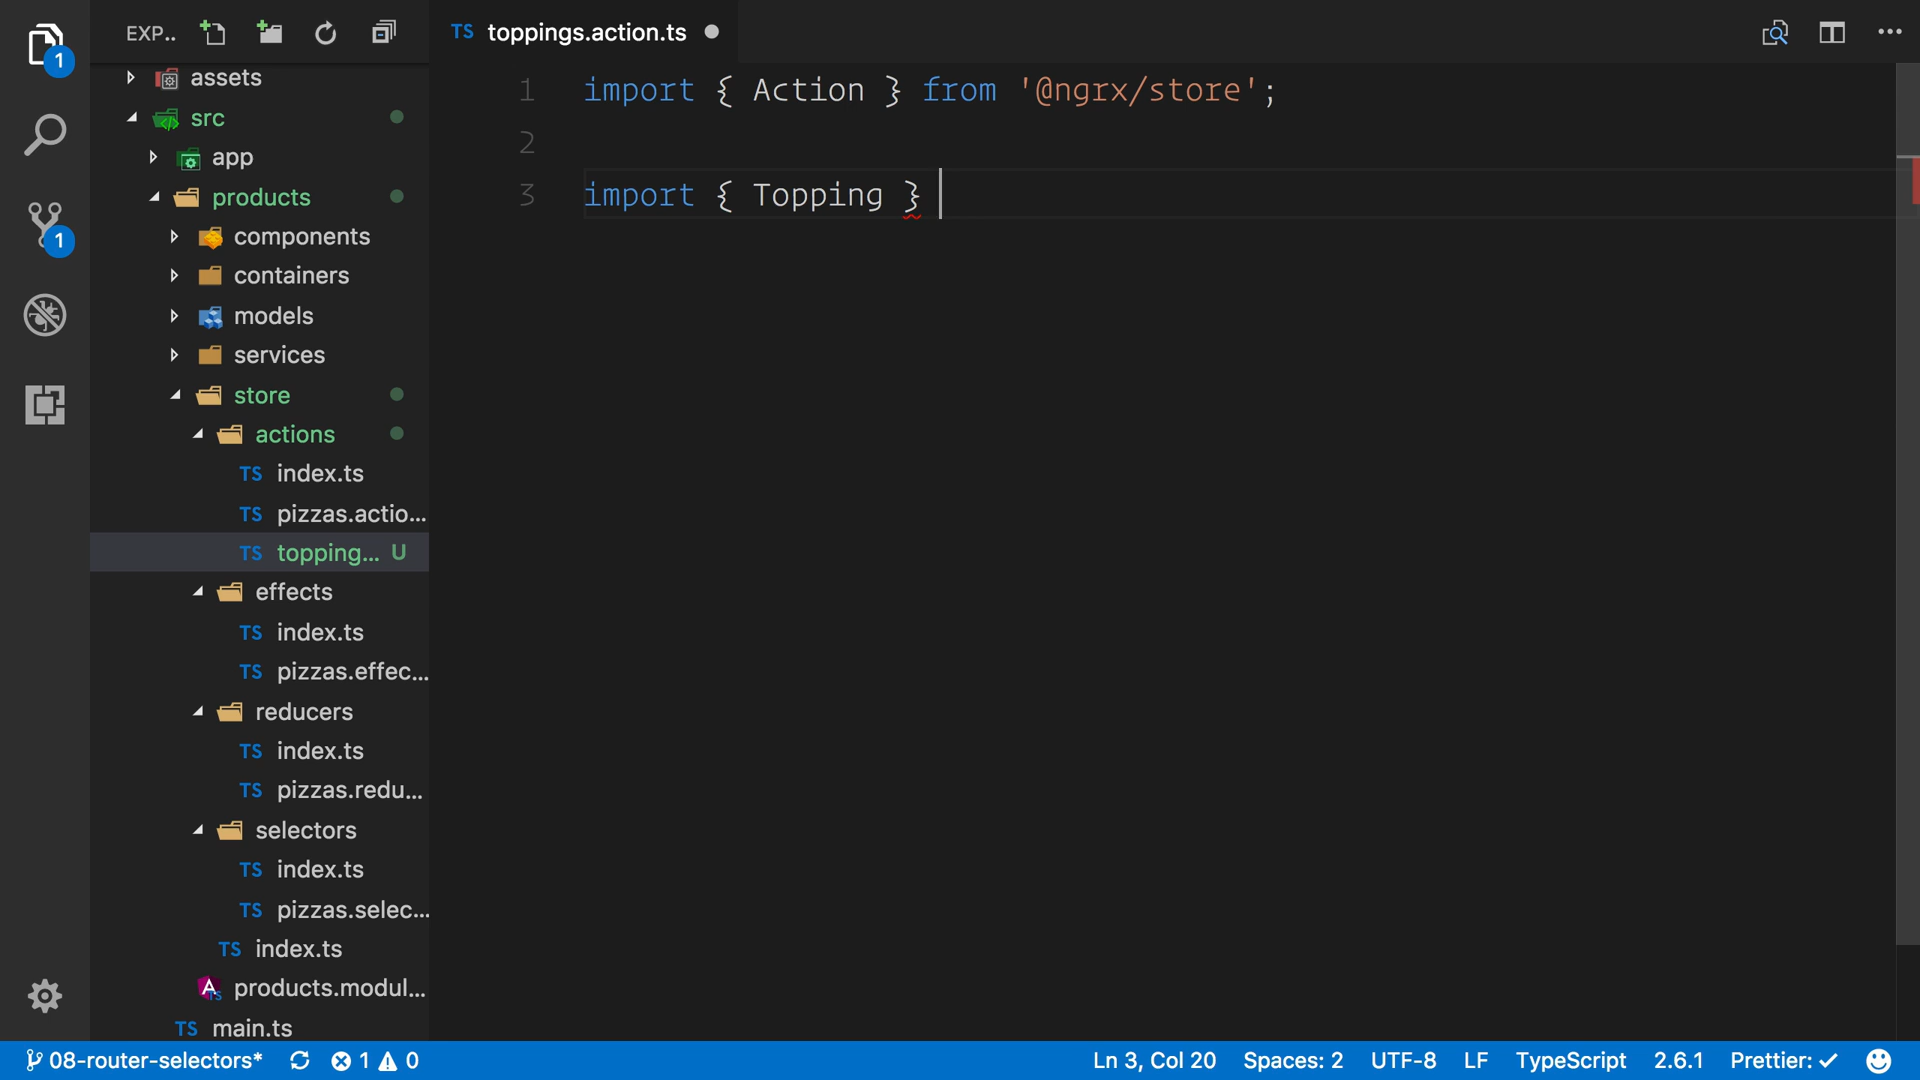 EXP..
TS toppings.action.ts
1
assets
src
app
products
components
containers
models
services
store
actions
TS index.ts
TS pizzas.actio...
TS topping... U
effects
TS index.ts
TS pizzas.effec...
reducers
TS index.ts
TS pizzas.redu...
selectors
TS index.ts
TS pizzas.selec...
TS index.ts
products.modul...
TS main.ts
1
1 import { Action } from '@ngrx/store';
2
3 import { Topping }
08-router-selectors* 1 0 Ln 3, Col 20 Spaces: 2 UTF-8 LF TypeScript 2.6.1 Prettier: ✓